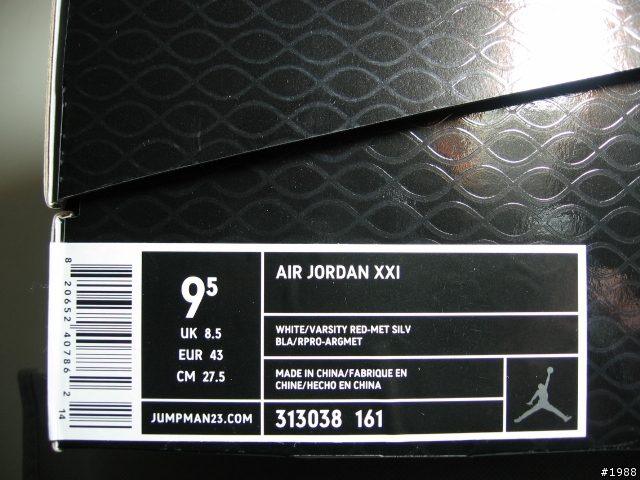 8 20652 40786 2 14
9⁵
UK 8.5
EUR 43
CM 27.5
JUMPMAN23.COM
AIR JORDAN XXI
WHITE/VARSITY RED-MET SILV
BLA/RPRO-ARGMET
MADE IN CHINA/FABRIQUE EN
CHINE/HECHO EN CHINA
313038 161
#1988